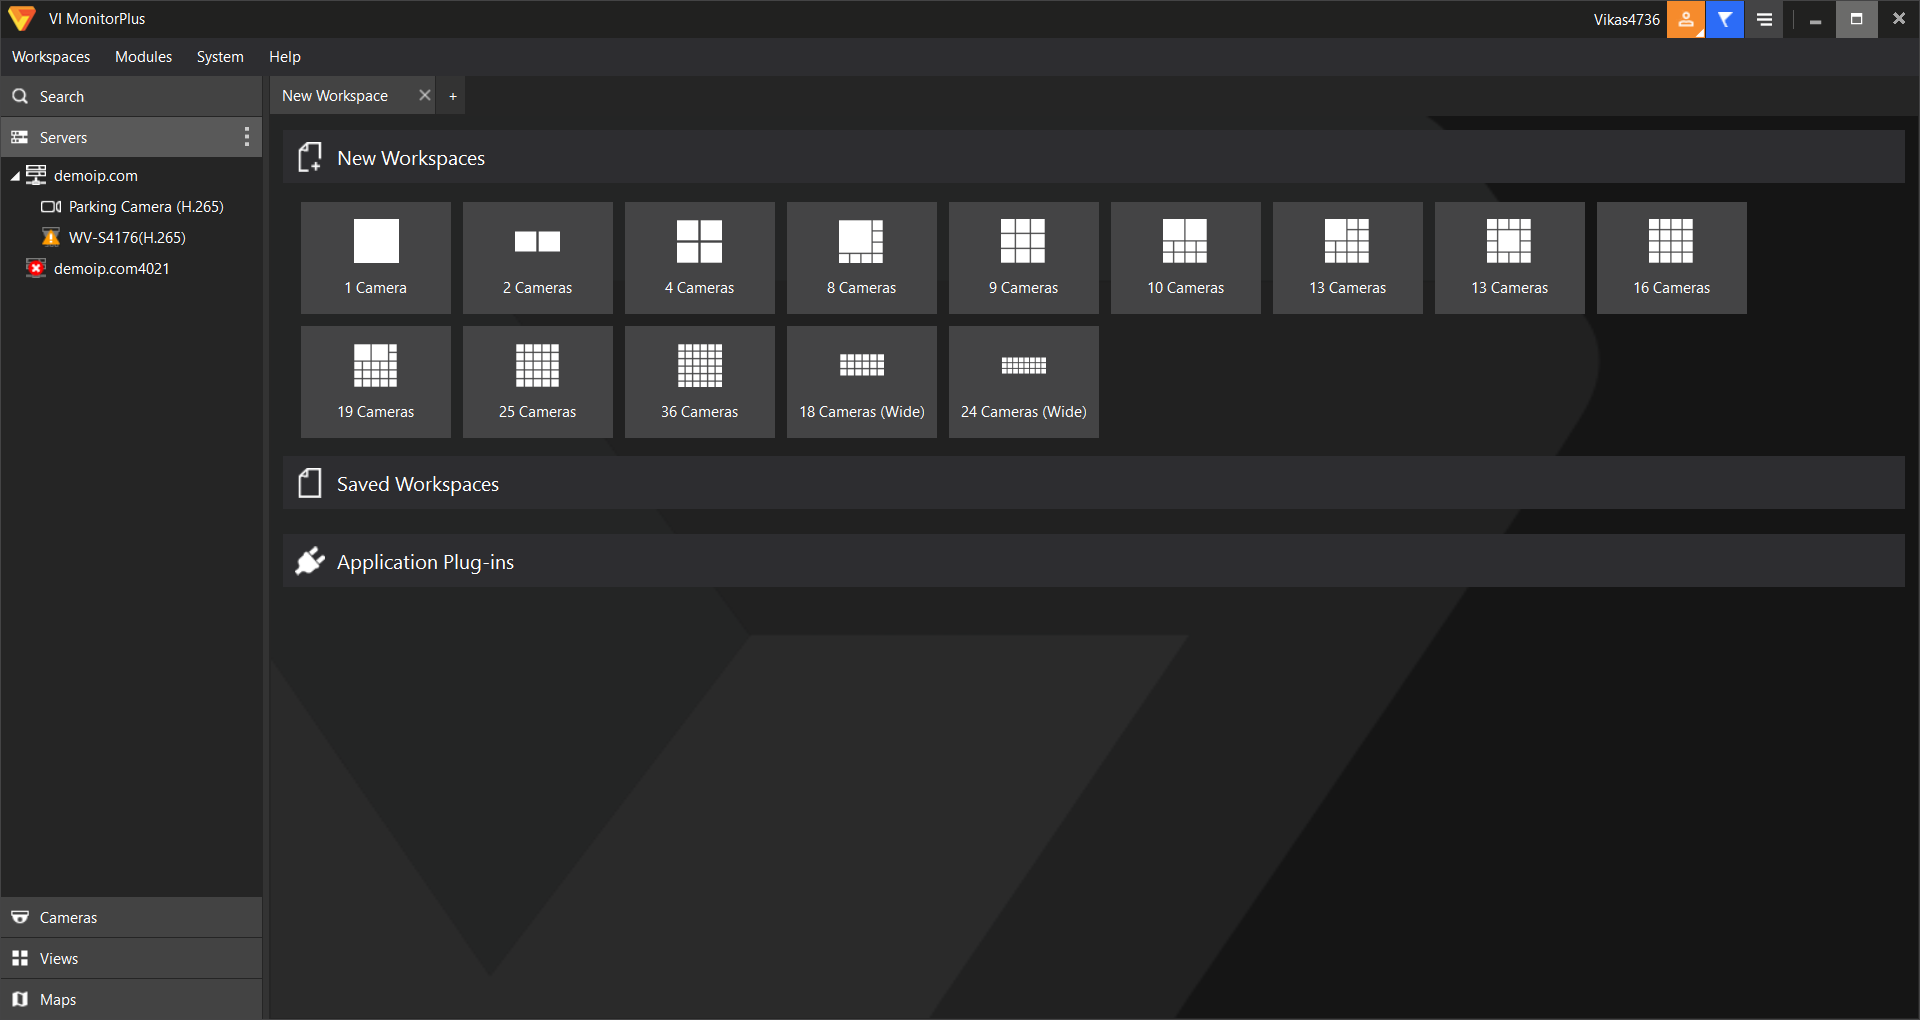 VI MonitorPlus
Vikas4736
Workspaces Modules System Help
Search
Servers
demoip.com
Parking Camera (H.265)
WV-S4176(H.265)
demoip.com4021
Cameras
Views
Maps
New Workspace
New Workspaces
1 Camera
2 Cameras
4 Cameras
8 Cameras
9 Cameras
10 Cameras
13 Cameras
13 Cameras
16 Cameras
19 Cameras
25 Cameras
36 Cameras
18 Cameras (Wide)
24 Cameras (Wide)
Saved Workspaces
Application Plug-ins